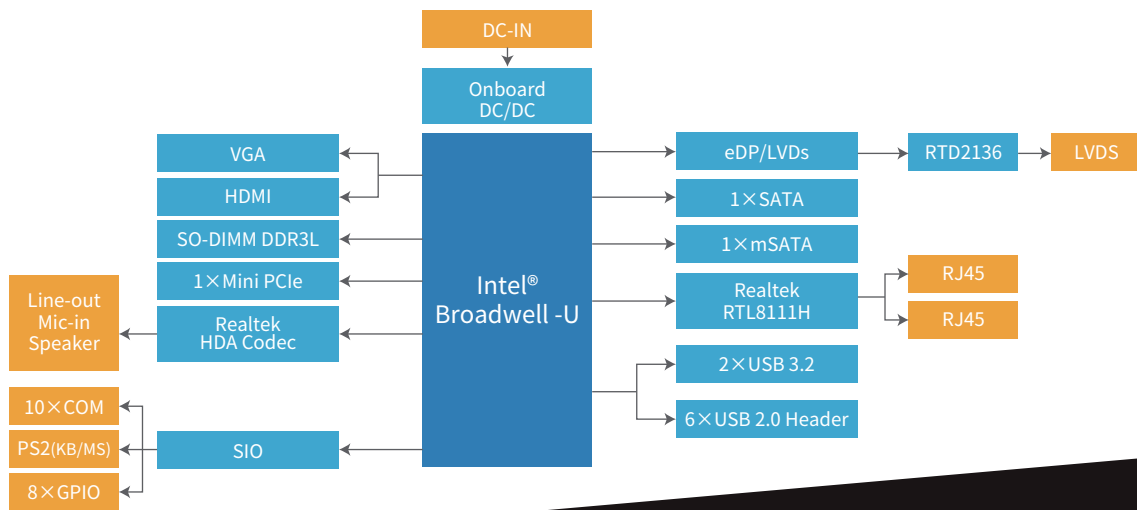 DC-IN
Onboard
DC/DC
VGA
HDMI
SO-DIMM DDR3L
1×Mini PCIe
Realtek
HDA Codec
Line-out
Mic-in
Speaker
10×COM
PS2(KB/MS)
8×GPIO
SIO
Intel®
Broadwell -U
eDP/LVDs
RTD2136
LVDS
1×SATA
1×mSATA
Realtek
RTL8111H
RJ45
RJ45
2×USB 3.2
6×USB 2.0 Header